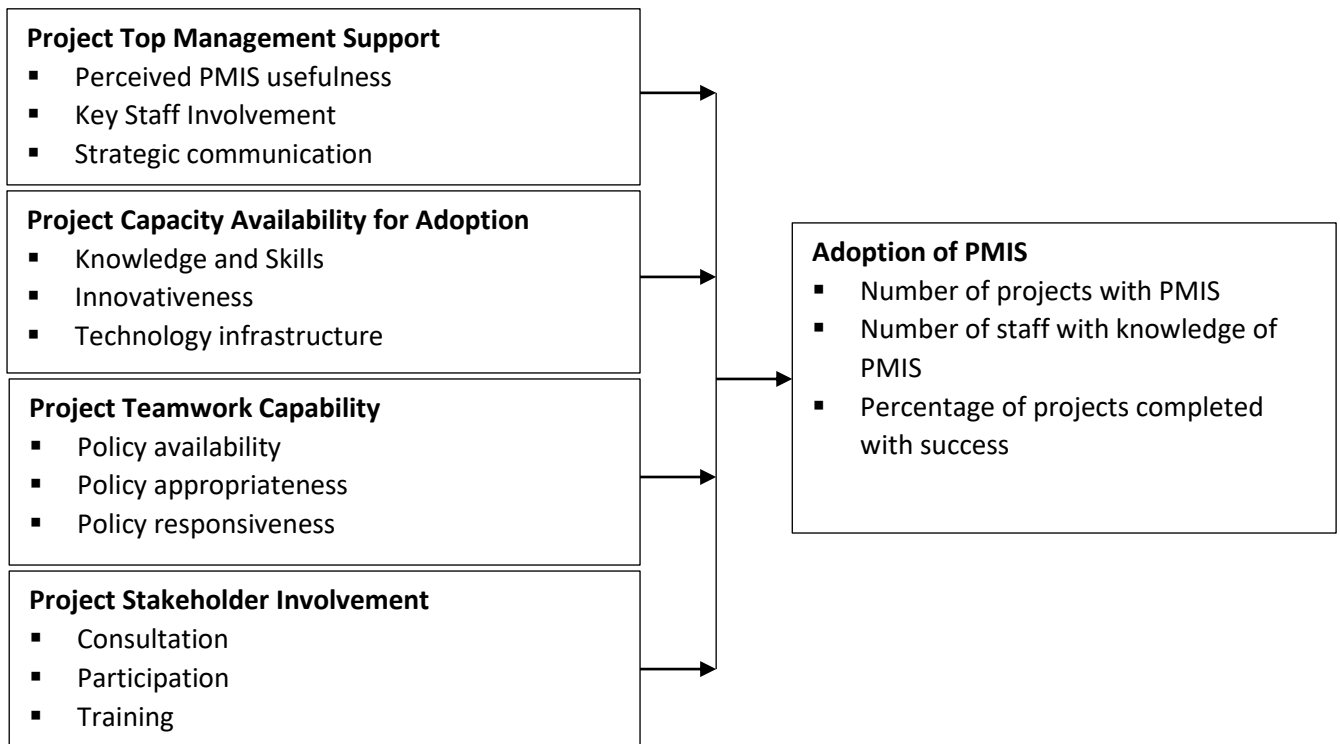 Project Top Management Support
▪ Perceived PMIS usefulness
▪ Key Staff Involvement
▪ Strategic communication
Project Capacity Availability for Adoption
▪ Knowledge and Skills
▪ Innovativeness
▪ Technology infrastructure
Project Teamwork Capability
▪ Policy availability
▪ Policy appropriateness
▪ Policy responsiveness
Project Stakeholder Involvement
▪ Consultation
▪ Participation
▪ Training
Adoption of PMIS
▪ Number of projects with PMIS
▪ Number of staff with knowledge of
PMIS
▪ Percentage of projects completed
with success